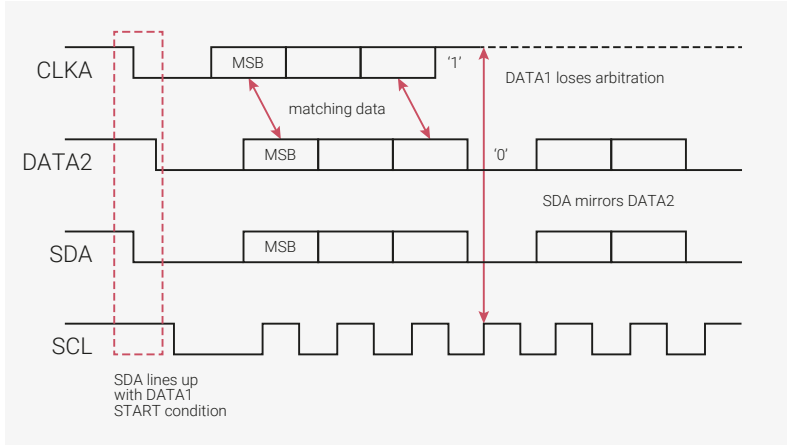 CLKA
MSB
'1'
DATA1 loses arbitration
matching data
DATA2
MSB
'0'
SDA mirrors DATA2
SDA
MSB
SCL
SDA lines up
with DATA1
START condition